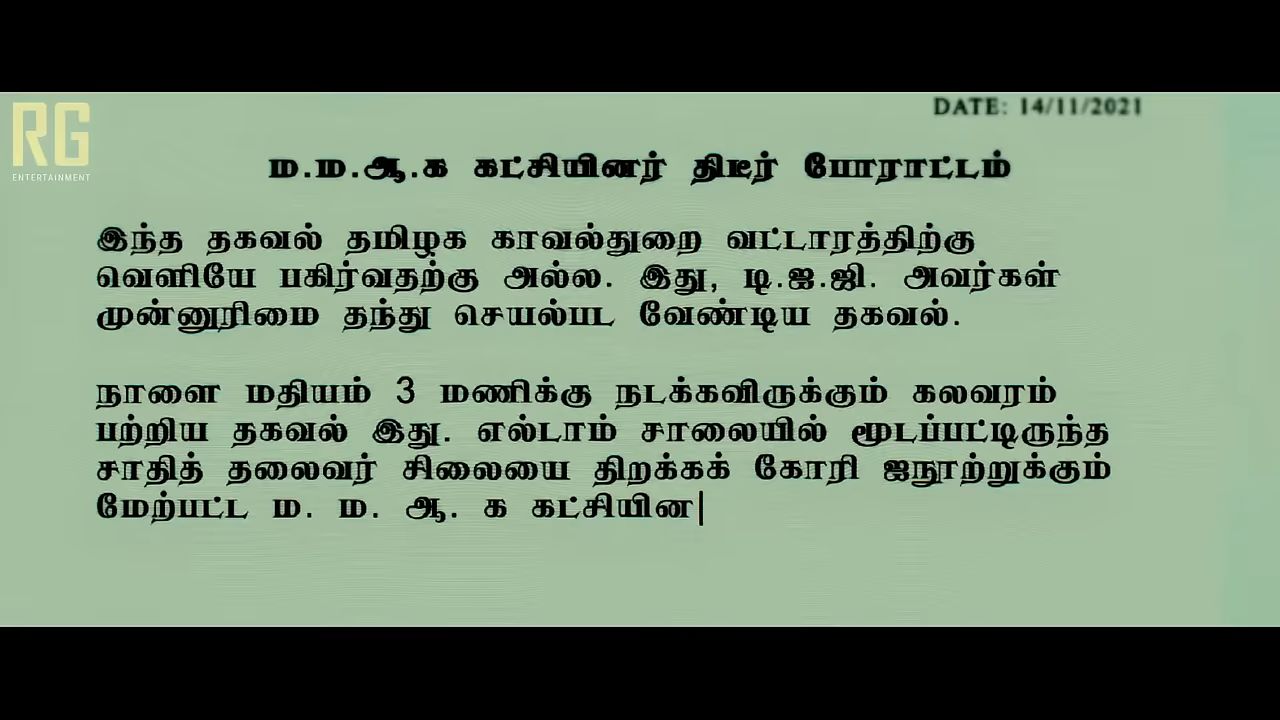 DATE: 14/11/2021
RG
ENTERTAINMENT
ம.ம.ஆ.க கட்சியினர் திடீர் போராட்டம்
இந்த தகவல் தமிழக காவல்துறை வட்டாரத்திற்கு
வெளியே பகிர்வதற்கு அல்ல. இது, டி.ஐ.ஜி. அவர்கள்
முன்னுரிமை தந்து செயல்பட வேண்டிய தகவல்.
நாளை மதியம் 3 மணிக்கு நடக்கவிருக்கும் கலவரம்
பற்றிய தகவல் இது. எல்டாம் சாலையில் மூடப்பட்டிருந்த
சாதித் தலைவர் சிலையை திறக்கக் கோரி ஐநூற்றுக்கும்
மேற்பட்ட ம. ம. ஆ. க கட்சியின